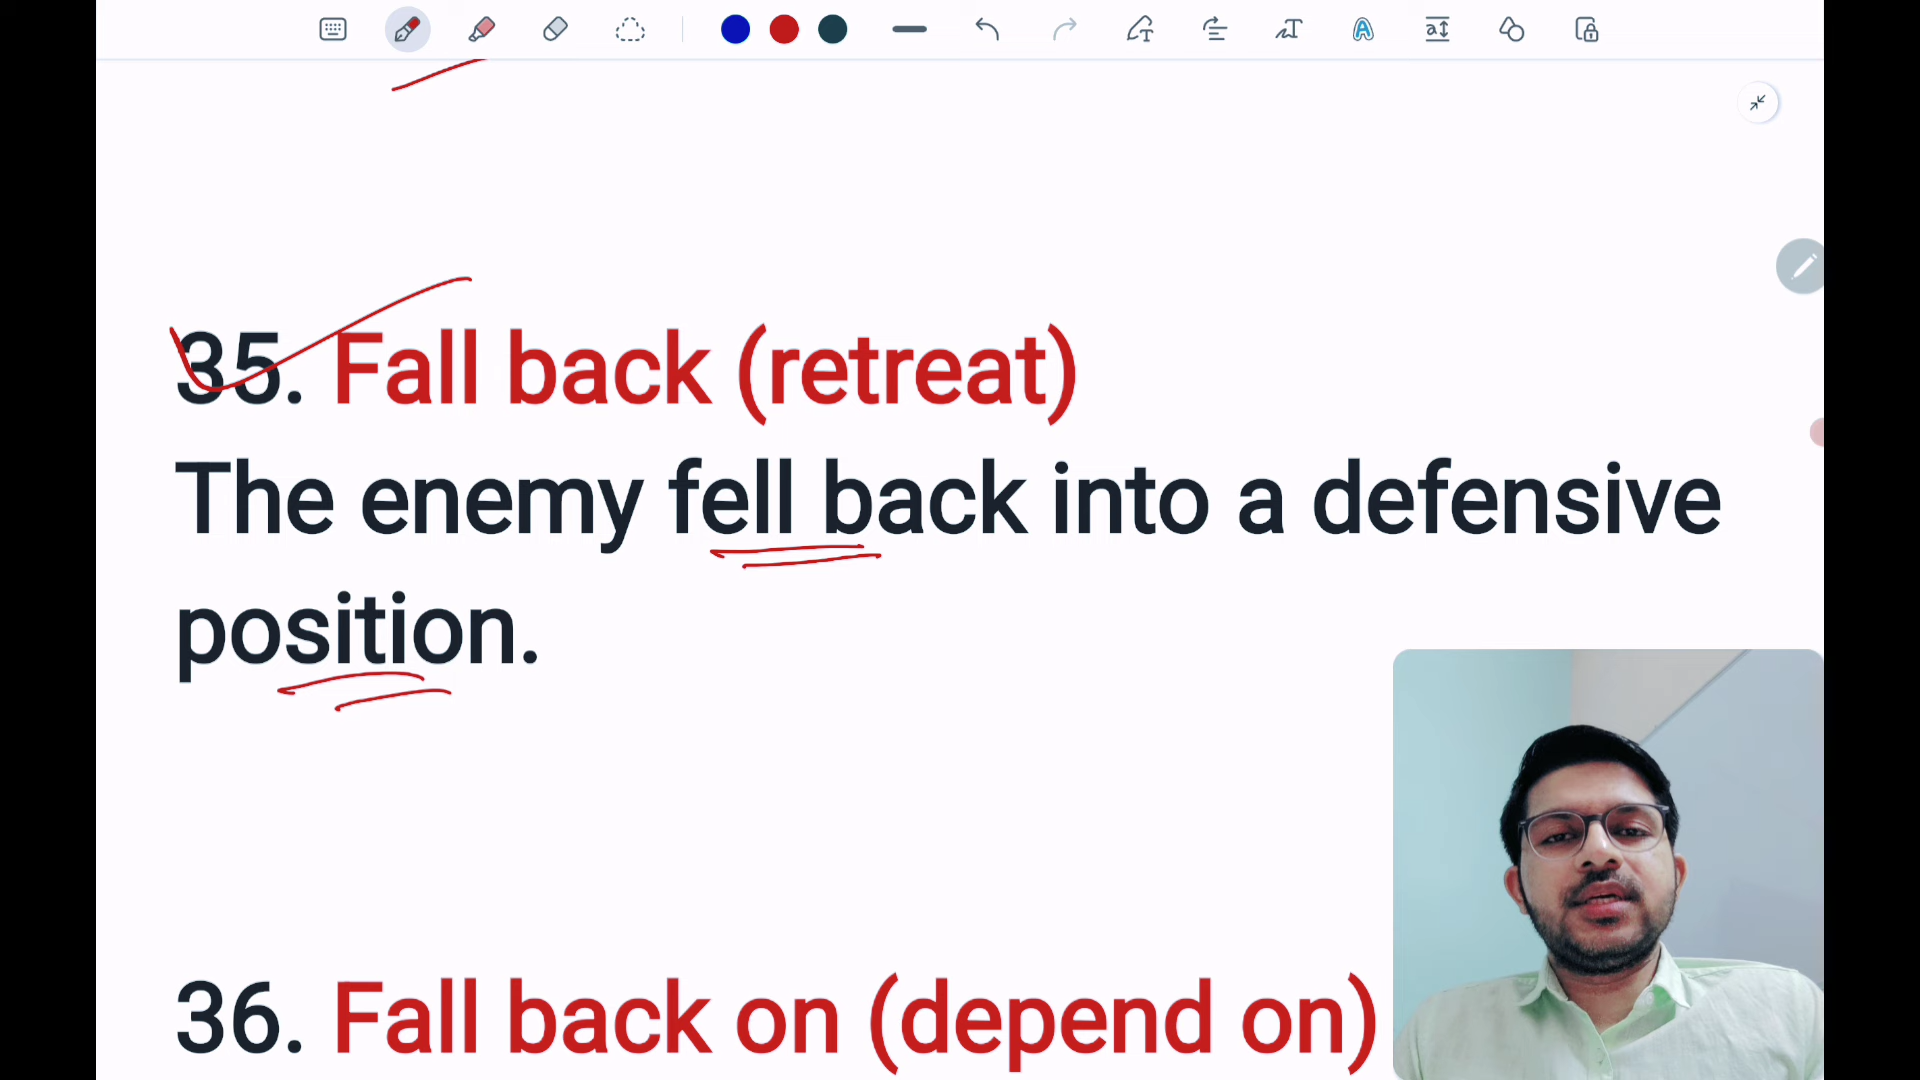 35. Fall back (retreat)
The enemy fell back into a defensive
position.
36. Fall back on (depend on)